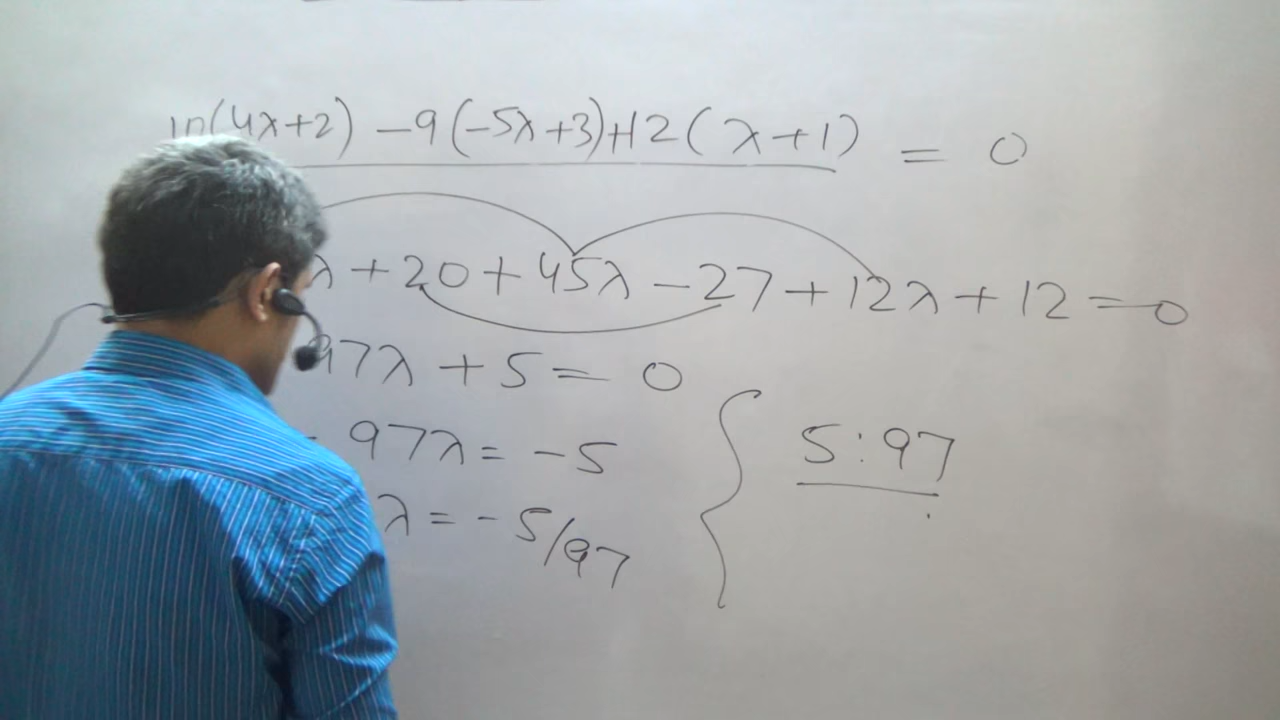 10(4λ+2) -9(-5λ+3)+12(λ+1) = 0
λ+20+45λ-27+12λ+12=0
97λ+5=0
- 97λ=-5
λ=-5/97
5:97